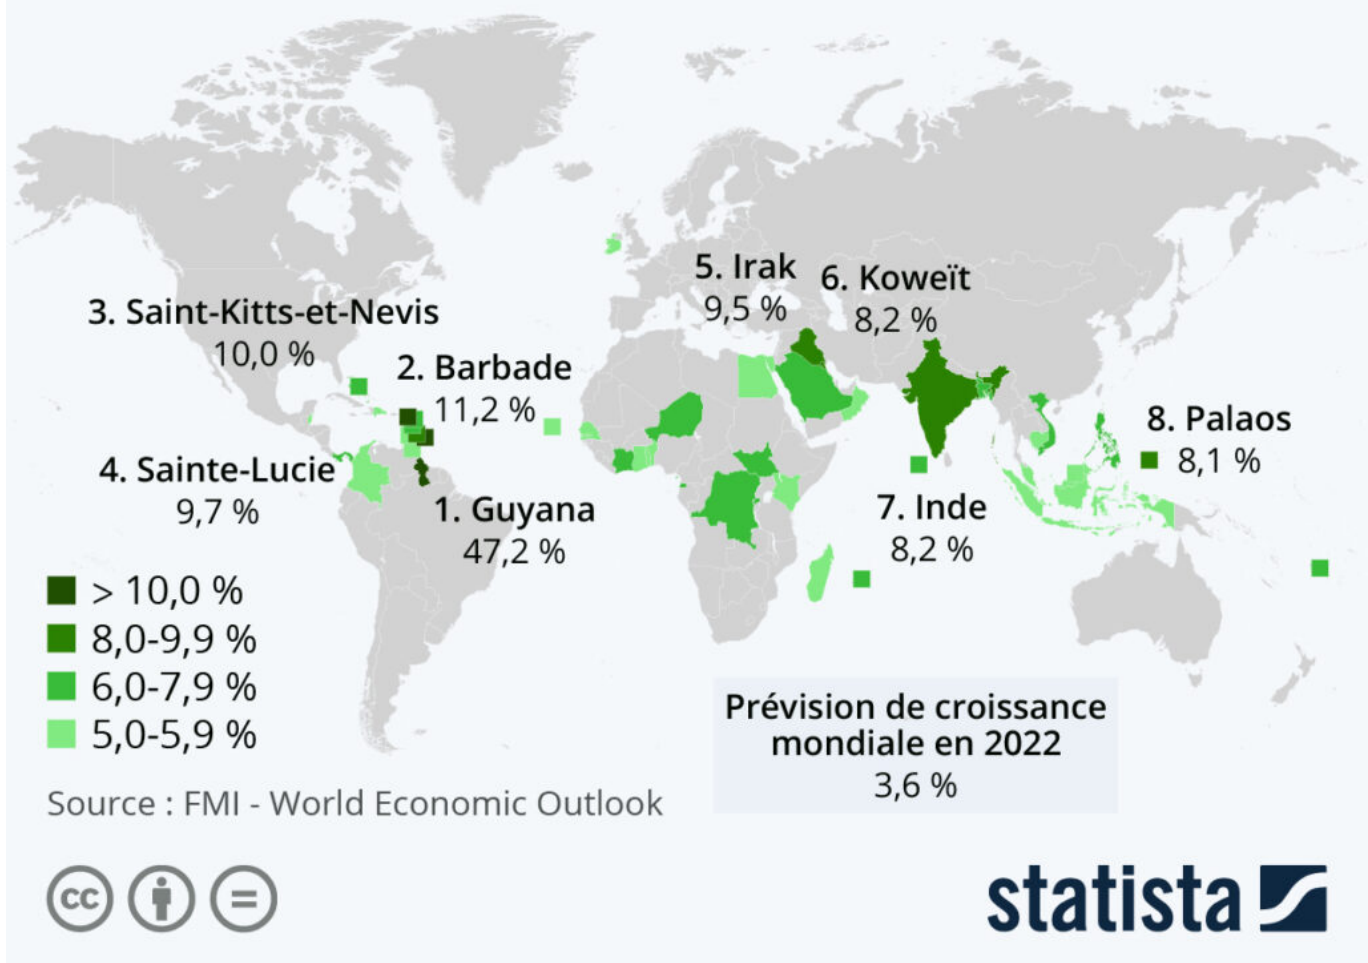 5. Irak
9,5 %
6. Koweït
8,2 %
3. Saint-Kitts-et-Nevis
10,0 %
2. Barbade
11,2 %
8. Palaos
8,1 %
4. Sainte-Lucie
9,7 %
1. Guyana
47,2 %
7. Inde
8,2 %
> 10,0 %
8,0-9,9 %
6,0-7,9 %
5,0-5,9 %
Prévision de croissance
mondiale en 2022
3,6 %
Source : FMI - World Economic Outlook
cc
=
statista